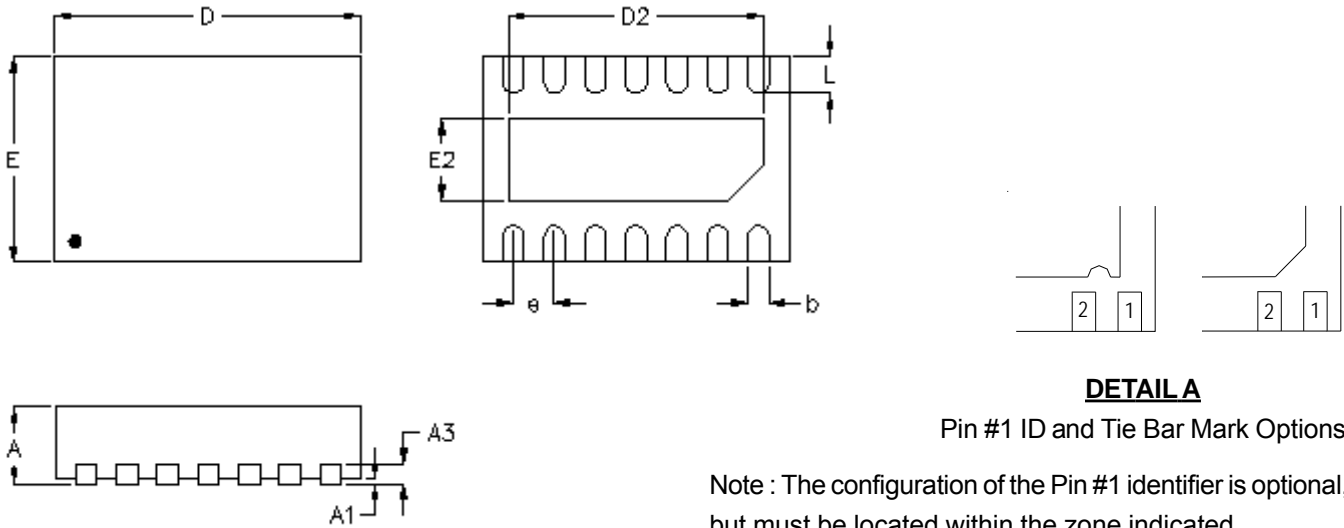 D
D2
L
E
E2
e
b
2
1
2
1
A
A3
A1
DETAIL A
Pin #1 ID and Tie Bar Mark Options
Note : The configuration of the Pin #1 identifier is optional,
but must be located within the zone indicated.